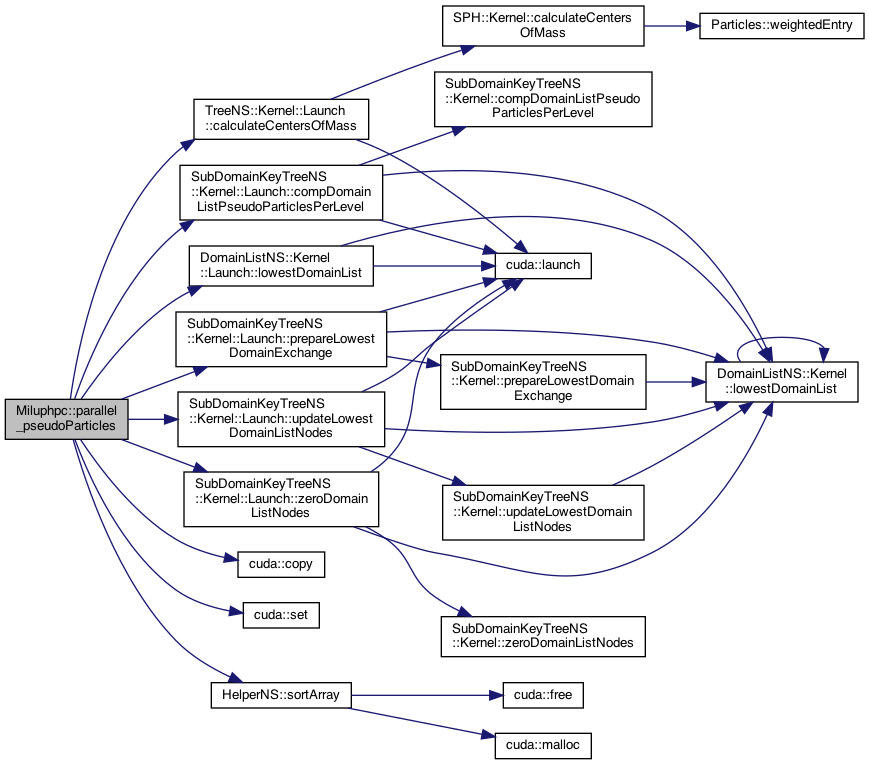 SPH::Kernel::calculateCenters
OfMass
Particles::weightedEntry
SubDomainKeyTreeNS
::Kernel::compDomainListPseudo
ParticlesPerLevel
TreeNS::Kernel::Launch
::calculateCentersOfMass
SubDomainKeyTreeNS
::Kernel::Launch::compDomain
ListPseudoParticlesPerLevel
DomainListNS::Kernel
::Launch::lowestDomainList
cuda::launch
SubDomainKeyTreeNS
::Kernel::Launch::prepareLowest
DomainExchange
SubDomainKeyTreeNS
::Kernel::prepareLowestDomain
Exchange
DomainListNS::Kernel
::lowestDomainList
Miluphpc::parallel
_pseudoParticles
SubDomainKeyTreeNS
::Kernel::Launch::updateLowest
DomainListNodes
SubDomainKeyTreeNS
::Kernel::Launch::zeroDomain
ListNodes
SubDomainKeyTreeNS
::Kernel::updateLowestDomain
ListNodes
cuda::copy
cuda::set
SubDomainKeyTreeNS
::Kernel::zeroDomainListNodes
HelperNS::sortArray
cuda::free
cuda::malloc